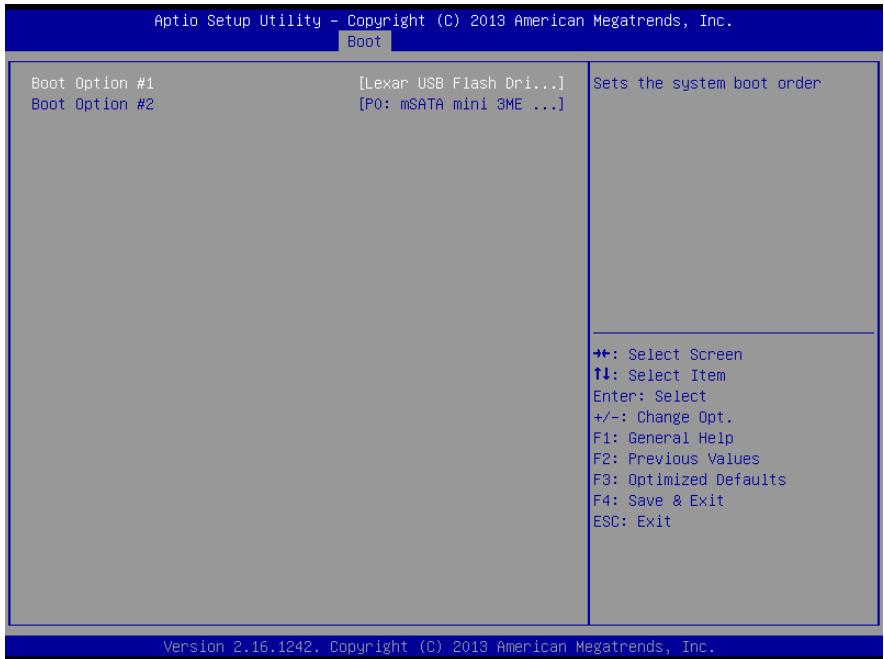 Aptio Setup Utility – Copyright (C) 2013 American Megatrends, Inc.
Boot
Boot Option #1 [Lexar USB Flash Dri...]
Boot Option #2 [P0: mSATA mini 3ME ...]
Sets the system boot order
→←: Select Screen
↑↓: Select Item
Enter: Select
+/-: Change Opt.
F1: General Help
F2: Previous Values
F3: Optimized Defaults
F4: Save & Exit
ESC: Exit
Version 2.16.1242. Copyright (C) 2013 American Megatrends, Inc.